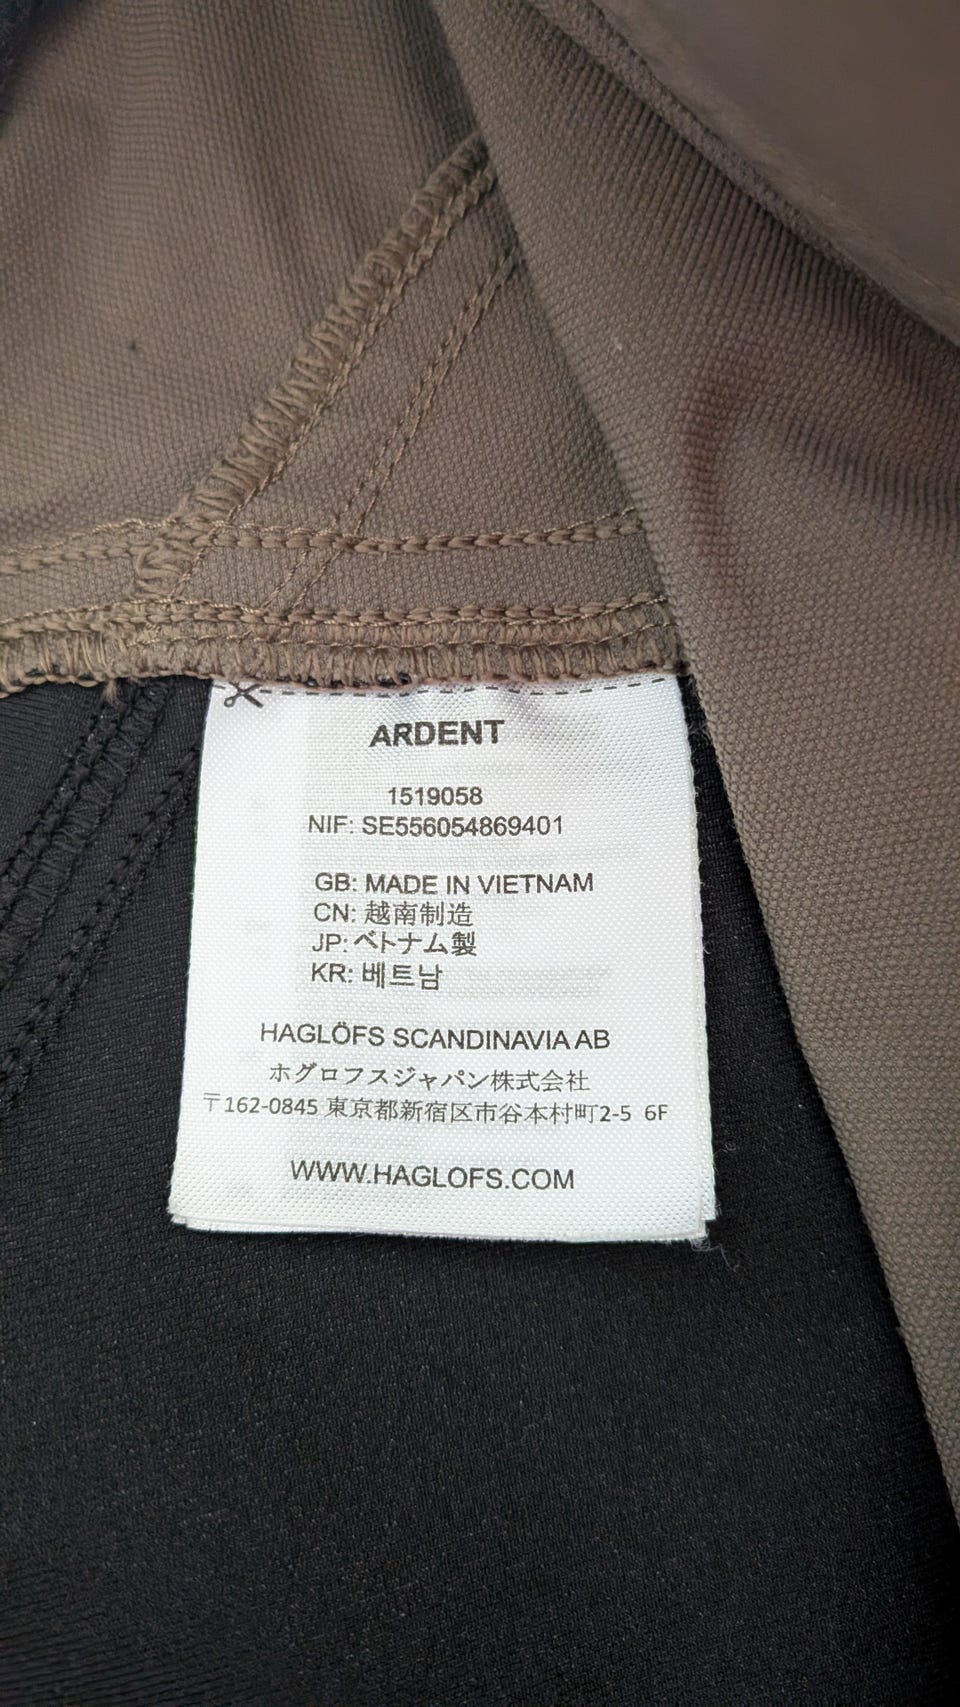 ARDENT
1519058
NIF: SE556054869401
GB: MADE IN VIETNAM
CN: 越南制造
JP: ベトナム製
KR: 베트남
HAGLÖFS SCANDINAVIA AB
ホグロフスジャパン株式会社
〒162-0845 東京都新宿区市谷本村町2-5 6F
WWW.HAGLOFS.COM